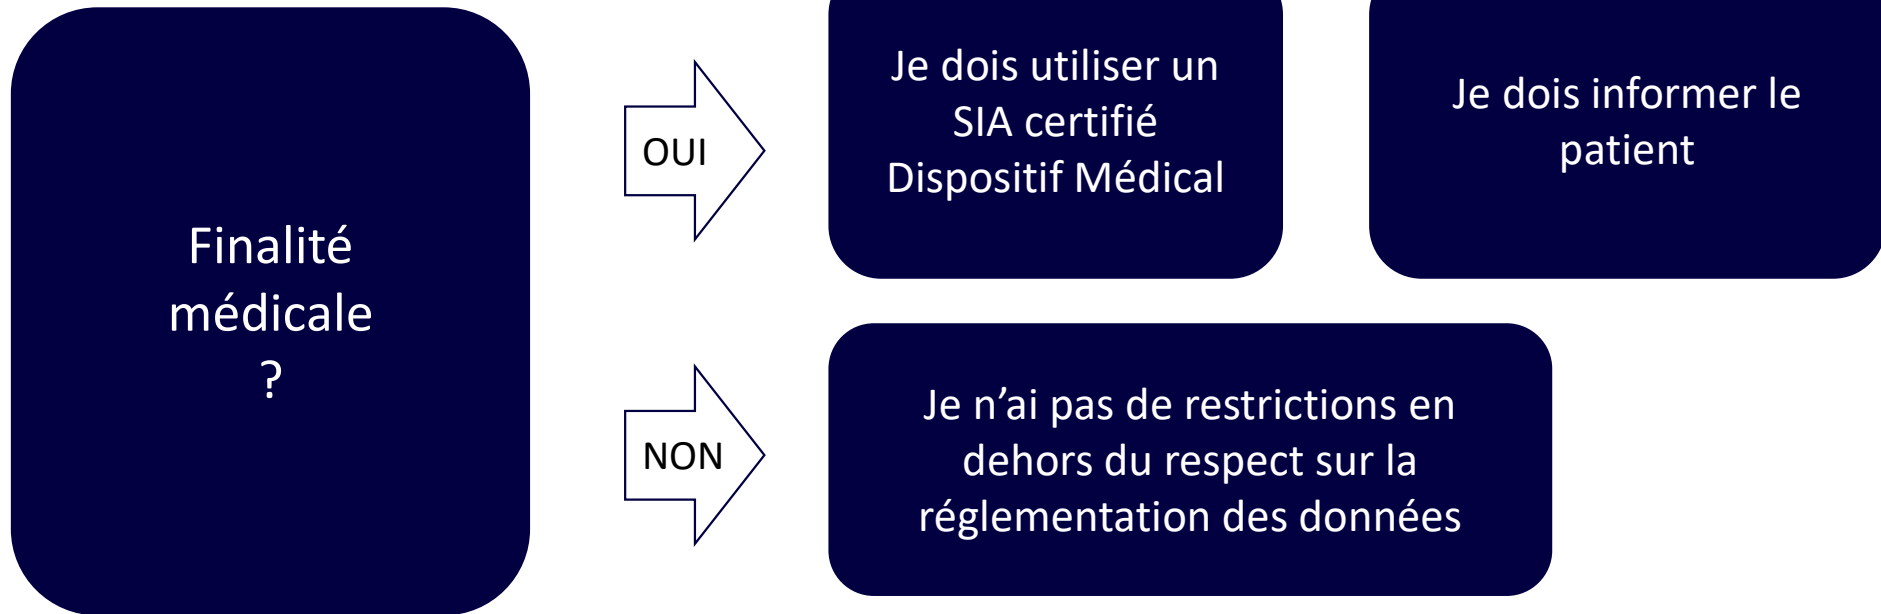 Finalité
médicale
?
OUI
Je dois utiliser un
SIA certifié
Dispositif Médical
Je dois informer le
patient
NON
Je n’ai pas de restrictions en
dehors du respect sur la
réglementation des données